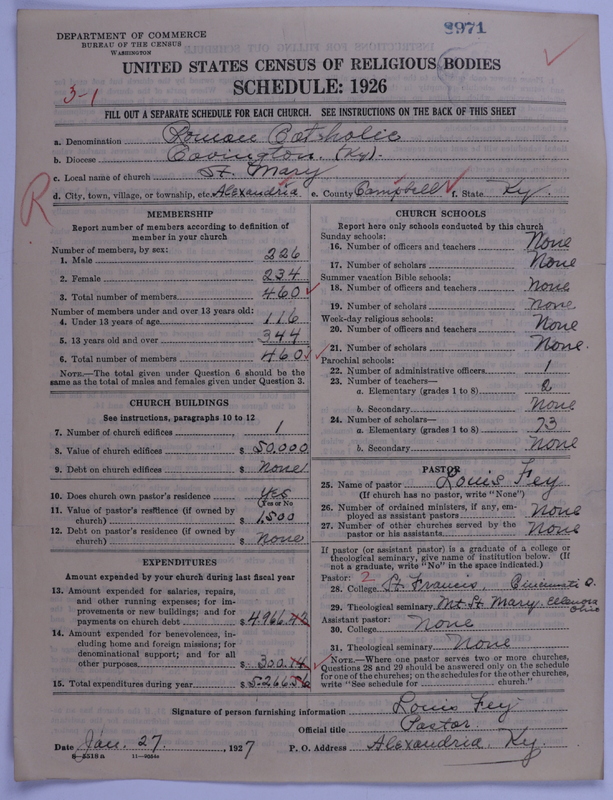 8971
DEPARTMENT OF COMMERCE
BUREAU OF THE CENSUS
WASHINGTON
UNITED STATES CENSUS OF RELIGIOUS BODIES
SCHEDULE: 1926
3-1
FILL OUT A SEPARATE SCHEDULE FOR EACH CHURCH. SEE INSTRUCTIONS ON THE BACK OF THIS SHEET
a. Denomination Roman Catholic
b. Diocese Covington (Ky).
c. Local name of church St. Mary
d. City, town, village, or township, etc. Alexandria e. County Campbell f. State Ky.
R
MEMBERSHIP
Report number of members according to definition of
member in your church
Number of members, by sex:
1. Male 226
2. Female 234
3. Total number of members 460
Number of members under and over 13 years old:
4. Under 13 years of age 116
5. 13 years old and over 344
6. Total number of members 460
NOTE.—The total given under Question 6 should be
same as the total of males and females given under Question 3.
CHURCH BUILDINGS
See instructions, paragraphs 10 to 12
7. Number of church edifices 1
8. Value of church edifices $ 50.000
9. Debt on church edifices $ None
10. Does church own pastor's residence Yes
(Yes or No
11. Value of pastor's residence (if owned by
church) $ 1,500
12. Debt on pastor's residence (if owned by
church) $ None
EXPENDITURES
Amount expended by your church during last fiscal year
13. Amount expended for salaries, repairs,
and other running expenses; for im-
provements or new buildings; and for
payments on church debt $ 4.966
14. Amount expended for benevolences, in-
cluding home and foreign missions; for
denominational support; and for all
other purposes $ 300.14
15. Total expenditures during year $ 5.266
CHURCH SCHOOLS
Report here only schools conducted by this church
Sunday schools:
16. Number of officers and teachers None
17. Number of scholars None
Summer vacation Bible schools:
18. Number of officers and teachers None
19. Number of scholars None
Week-day religious schools:
20. Number of officers and teachers None
21. Number of scholars None.
Parochial schools:
22. Number of administrative officers 1
23. Number of teachers—
a. Elementary (grades 1 to 8) 2
b. Secondary None
24. Number of scholars—
a. Elementary (grades 1 to 8) 73
b. Secondary None
PASTOR
25. Name of pastor Louis Fey
(If church has no pastor, write "None")
26. Number of ordained ministers, if any, em-
ployed as assistant pastors None
27. Number of other churches served by the
pastor or his assistants None
If pastor (or assistant pastor) is a graduate of a college or
theological seminary, give name of institution below. (If
not a graduate, write "No" in the space indicated.)
Pastor: 2
28. College St Francis, Cincinnati O.
29. Theological seminary Mt. St. Mary. Ohio
Assistant pastor:
30. College None
31. Theological seminary None
NOTE.—Where one pastor serves two or more churches,
Questions 28 and 29 should be answered only on the schedule
for one of the churches; on the schedules for the other churches,
write "See schedule for church."
Signature of person furnishing information Louis Fey
Official title Pastor.
Date Jan. 27, 1927 P. O. Address Alexandria. Ky.
8-5518a 11-9054a